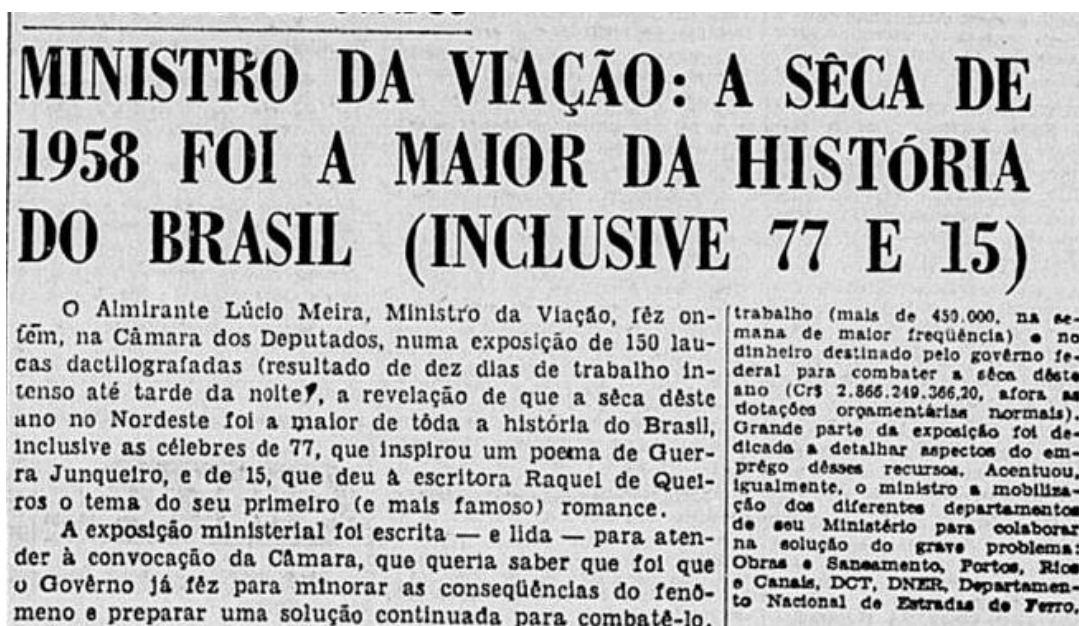 MINISTRO DA VIAÇÃO: A SÊCA DE
1958 FOI A MAIOR DA HISTÓRIA
DO BRASIL (INCLUSIVE 77 E 15)
O Almirante Lúcio Meira, Ministro da Viação, fêz on-
tem, na Câmara dos Deputados, numa exposição de 150 lau-
cas dactilografadas (resultado de dez dias de trabalho in-
tenso até tarde da noite), a revelação de que a sêca dêste
ano no Nordeste foi a maior de tôda a história do Brasil,
inclusive as célebres de 77, que inspirou um poema de Guer-
ra Junqueiro, e de 15, que deu à escritora Raquel de Quei-
ros o tema do seu primeiro (e mais famoso) romance.
A exposição ministerial foi escrita — e lida — para aten-
der à convocação da Câmara, que queria saber que foi que
o Govêrno já fêz para minorar as conseqüências do fenô-
meno e preparar uma solução continuada para combatê-lo.
trabalho (mais de 450.000, na se-
mana de maior freqüência) e no
dinheiro destinado pelo govêrno fe-
deral para combater a sêca dêste
ano (Cr$ 2.866.249.366,20, afora as
dotações orçamentárias normais).
Grande parte da exposição foi de-
dicada a detalhar aspectos do em-
prêgo dêsses recursos. Acentuou,
igualmente, o ministro a mobiliza-
ção dos diferentes departamentos
de seu Ministério para colaborar
na solução do grave problema:
Obras e Saneamento, Portos, Rios
e Canais, DCT, DNER, Departamen-
to Nacional de Estradas de Ferro,